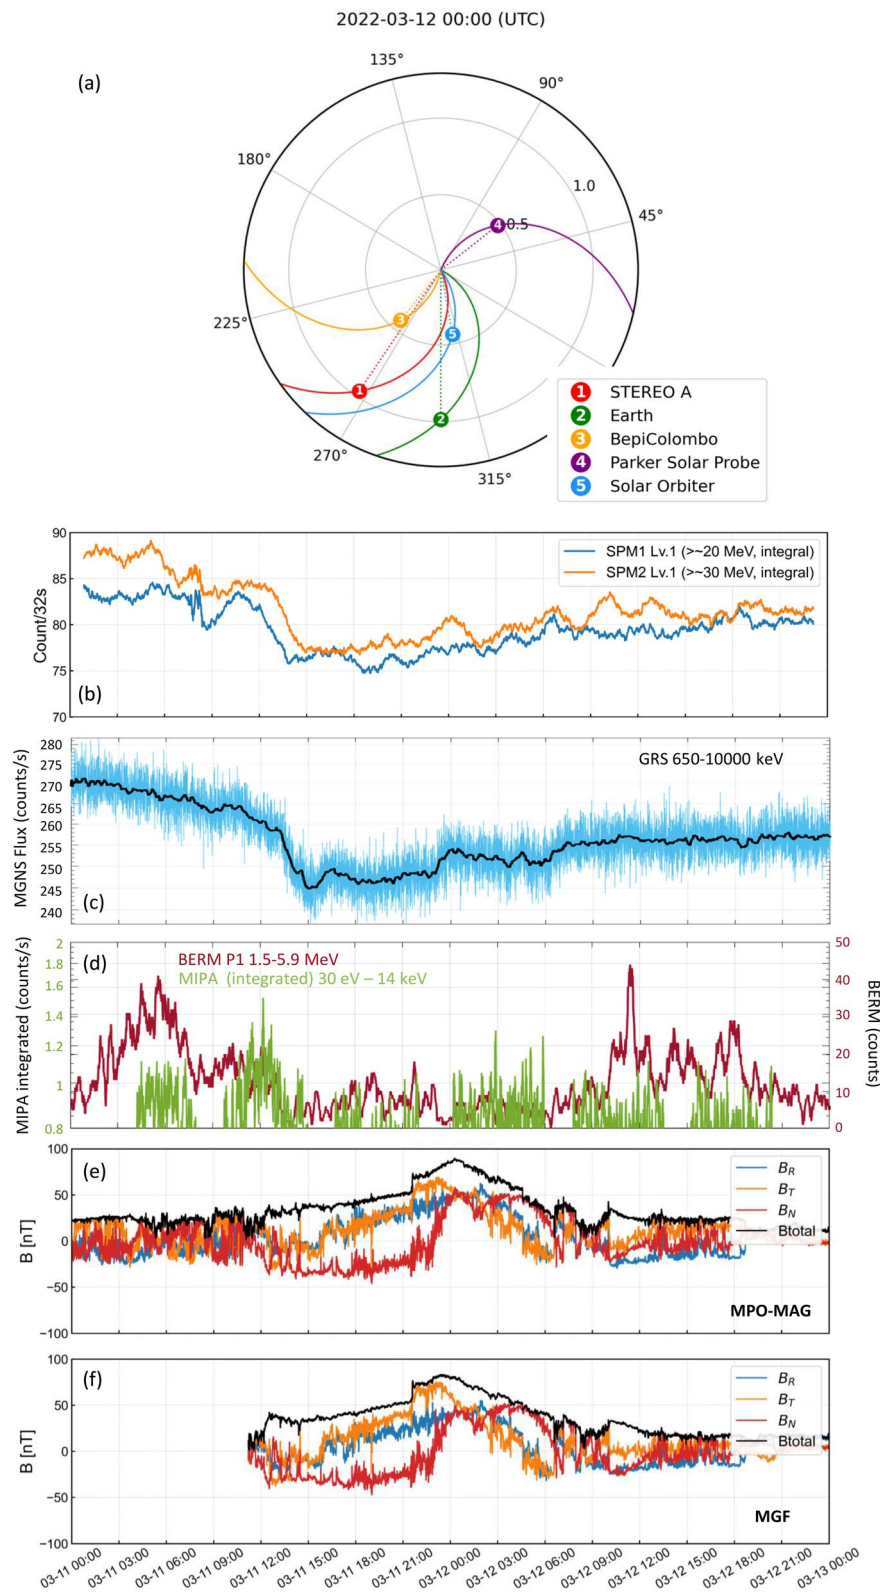 2022-03-12 00:00 (UTC)
(a)
135°
90°
180°
1.0
45°
4
0.5
225°
3
5
1
2
270°
315°
1 STEREO A
2 Earth
3 BepiColombo
4 Parker Solar Probe
5 Solar Orbiter
90
85
80
75
70
Count/32s
SPM1 Lv.1 (>~20 MeV, integral)
SPM2 Lv.1 (>~30 MeV, integral)
(b)
280
275
270
265
260
255
250
245
240
MGNS Flux (counts/s)
GRS 650-10000 keV
(c)
2
1.8
1.6
1.4
1.2
1
0.8
MIPA integrated (counts/s)
(d)
BERM P1 1.5-5.9 MeV
MIPA (integrated) 30 eV – 14 keV
50
40
30
20
10
0
BERM (counts)
100
50
0
−50
−100
B [nT]
(e)
B_R
B_T
B_N
Btotal
MPO-MAG
100
50
0
−50
−100
B [nT]
(f)
B_R
B_T
B_N
Btotal
MGF
03-11 00:00
03-11 03:00
03-11 06:00
03-11 09:00
03-11 12:00
03-11 15:00
03-11 18:00
03-11 21:00
03-12 00:00
03-12 03:00
03-12 06:00
03-12 09:00
03-12 12:00
03-12 15:00
03-12 18:00
03-12 21:00
03-13 00:00